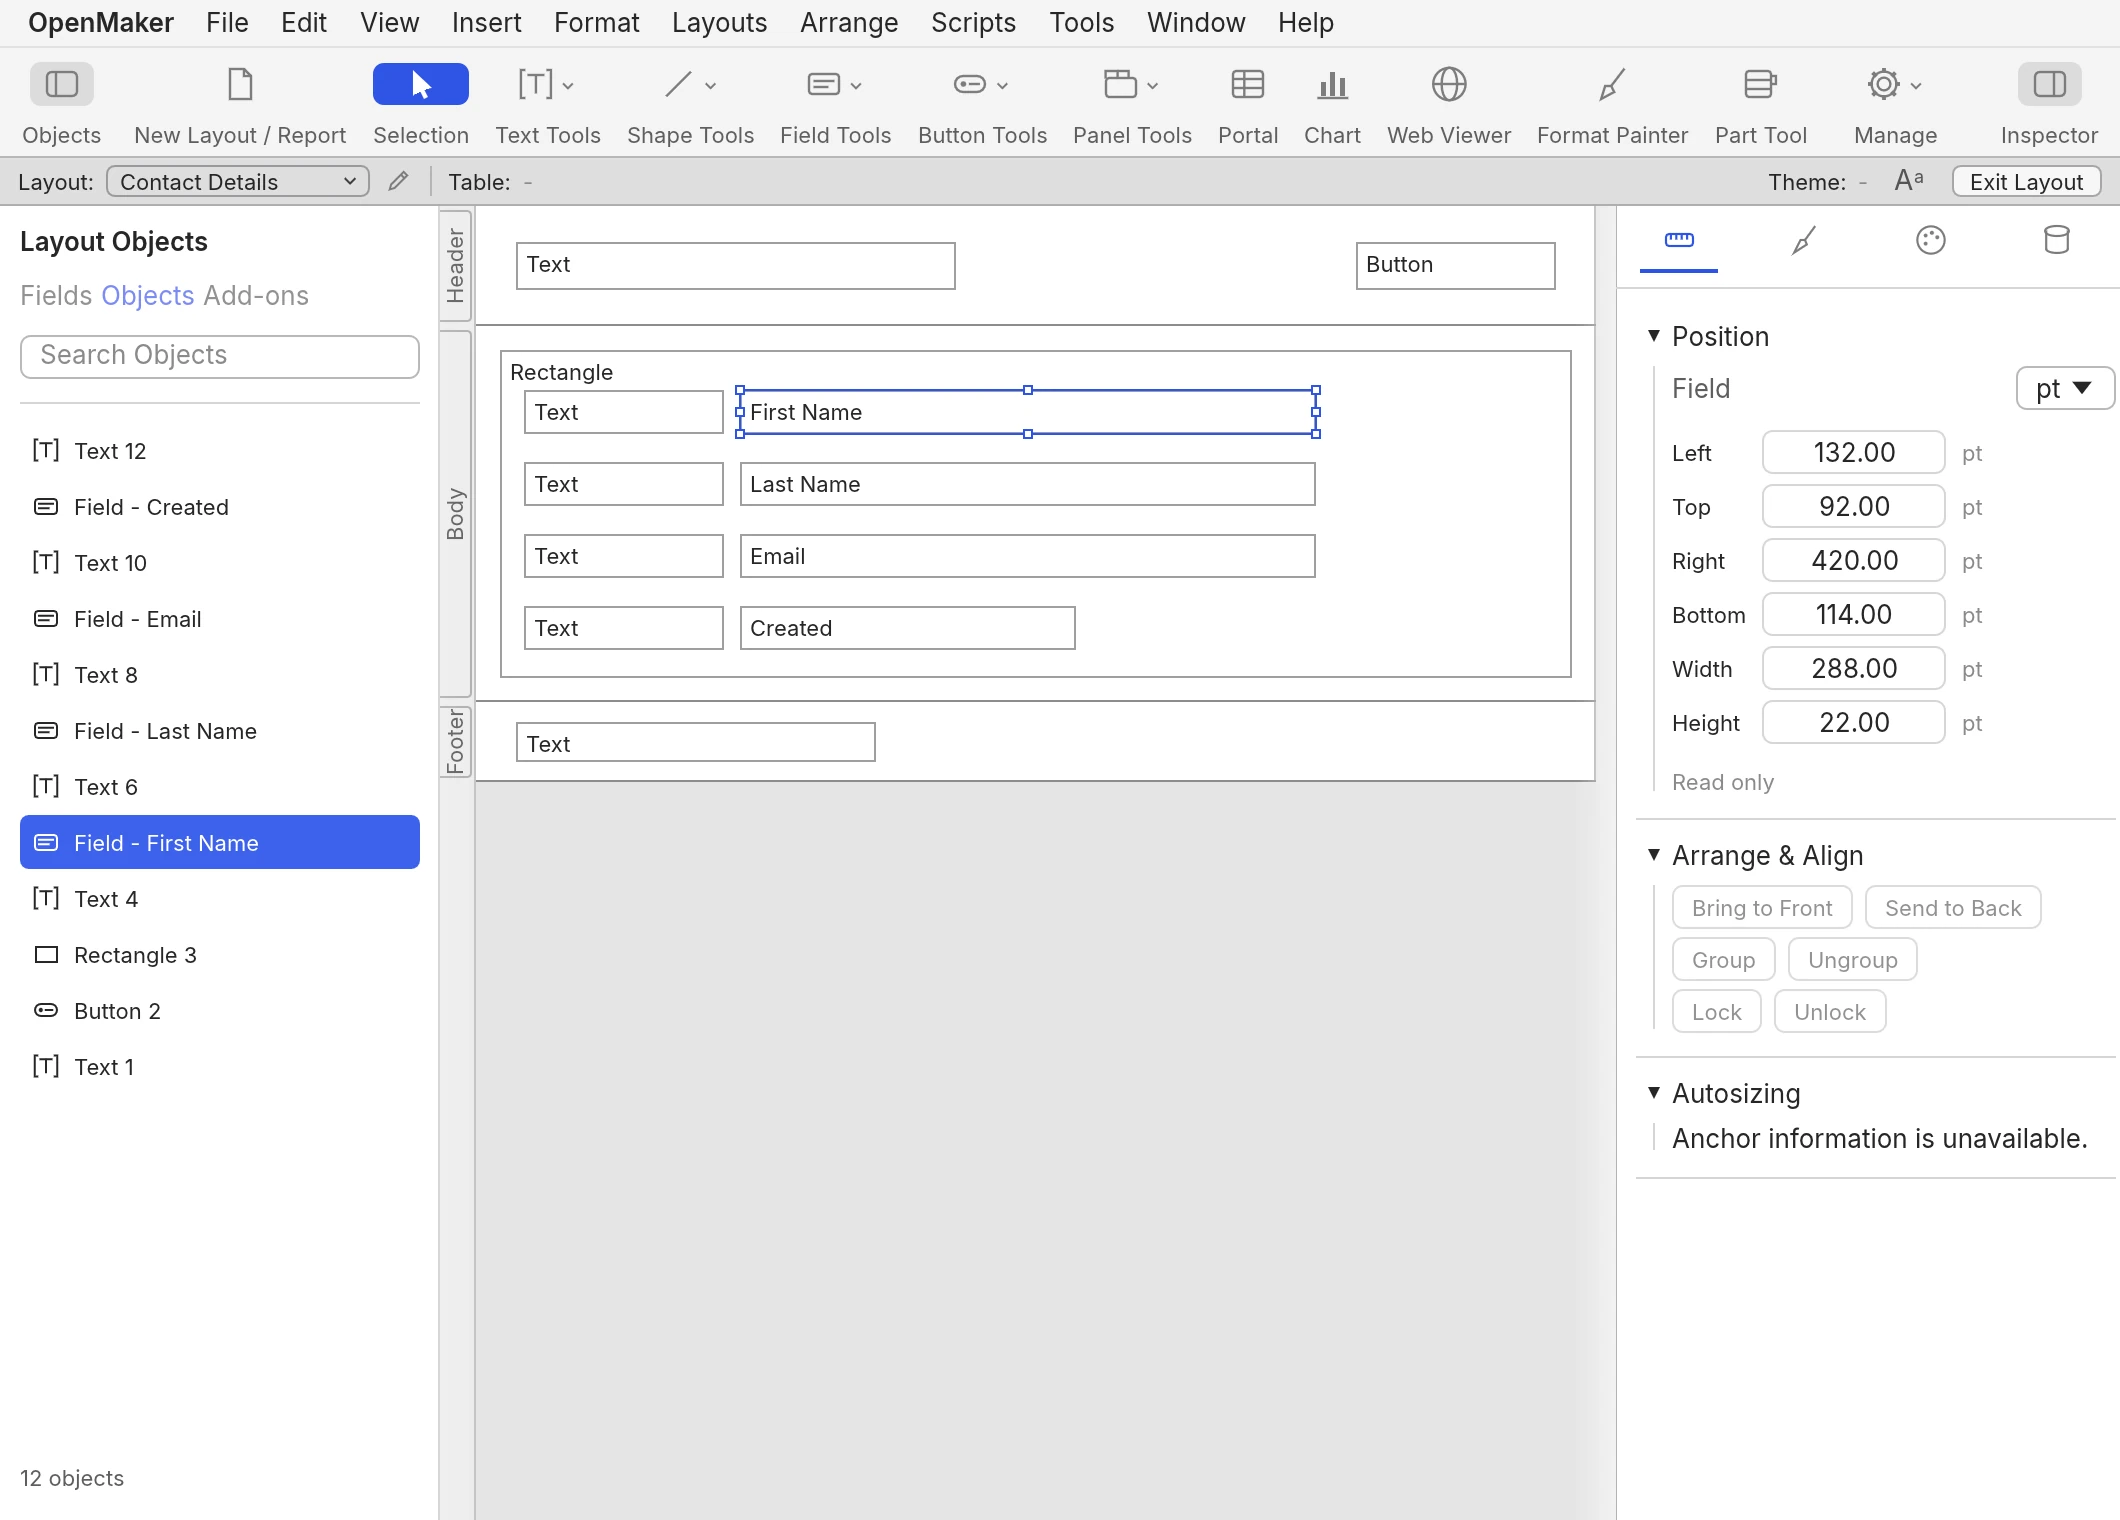 OpenMaker File Edit View Insert Format Layouts Arrange Scripts Tools Window Help
Objects New Layout / Report Selection Text Tools Shape Tools Field Tools Button Tools Panel Tools Portal Chart Web Viewer Format Painter Part Tool Manage Inspector
Layout: Contact Details Table: - Theme: - Aa Exit Layout
Layout Objects
Fields Objects Add-ons
Search Objects
[T] Text 12
Field - Created
[T] Text 10
Field - Email
[T] Text 8
Field - Last Name
[T] Text 6
Field - First Name
[T] Text 4
Rectangle 3
Button 2
[T] Text 1
12 objects
Header
Text Button
Body
Rectangle
Text First Name
Text Last Name
Text Email
Text Created
Footer
Text
Position
Field pt
Left 132.00 pt
Top 92.00 pt
Right 420.00 pt
Bottom 114.00 pt
Width 288.00 pt
Height 22.00 pt
Read only
Arrange & Align
Bring to Front Send to Back
Group Ungroup
Lock Unlock
Autosizing
Anchor information is unavailable.